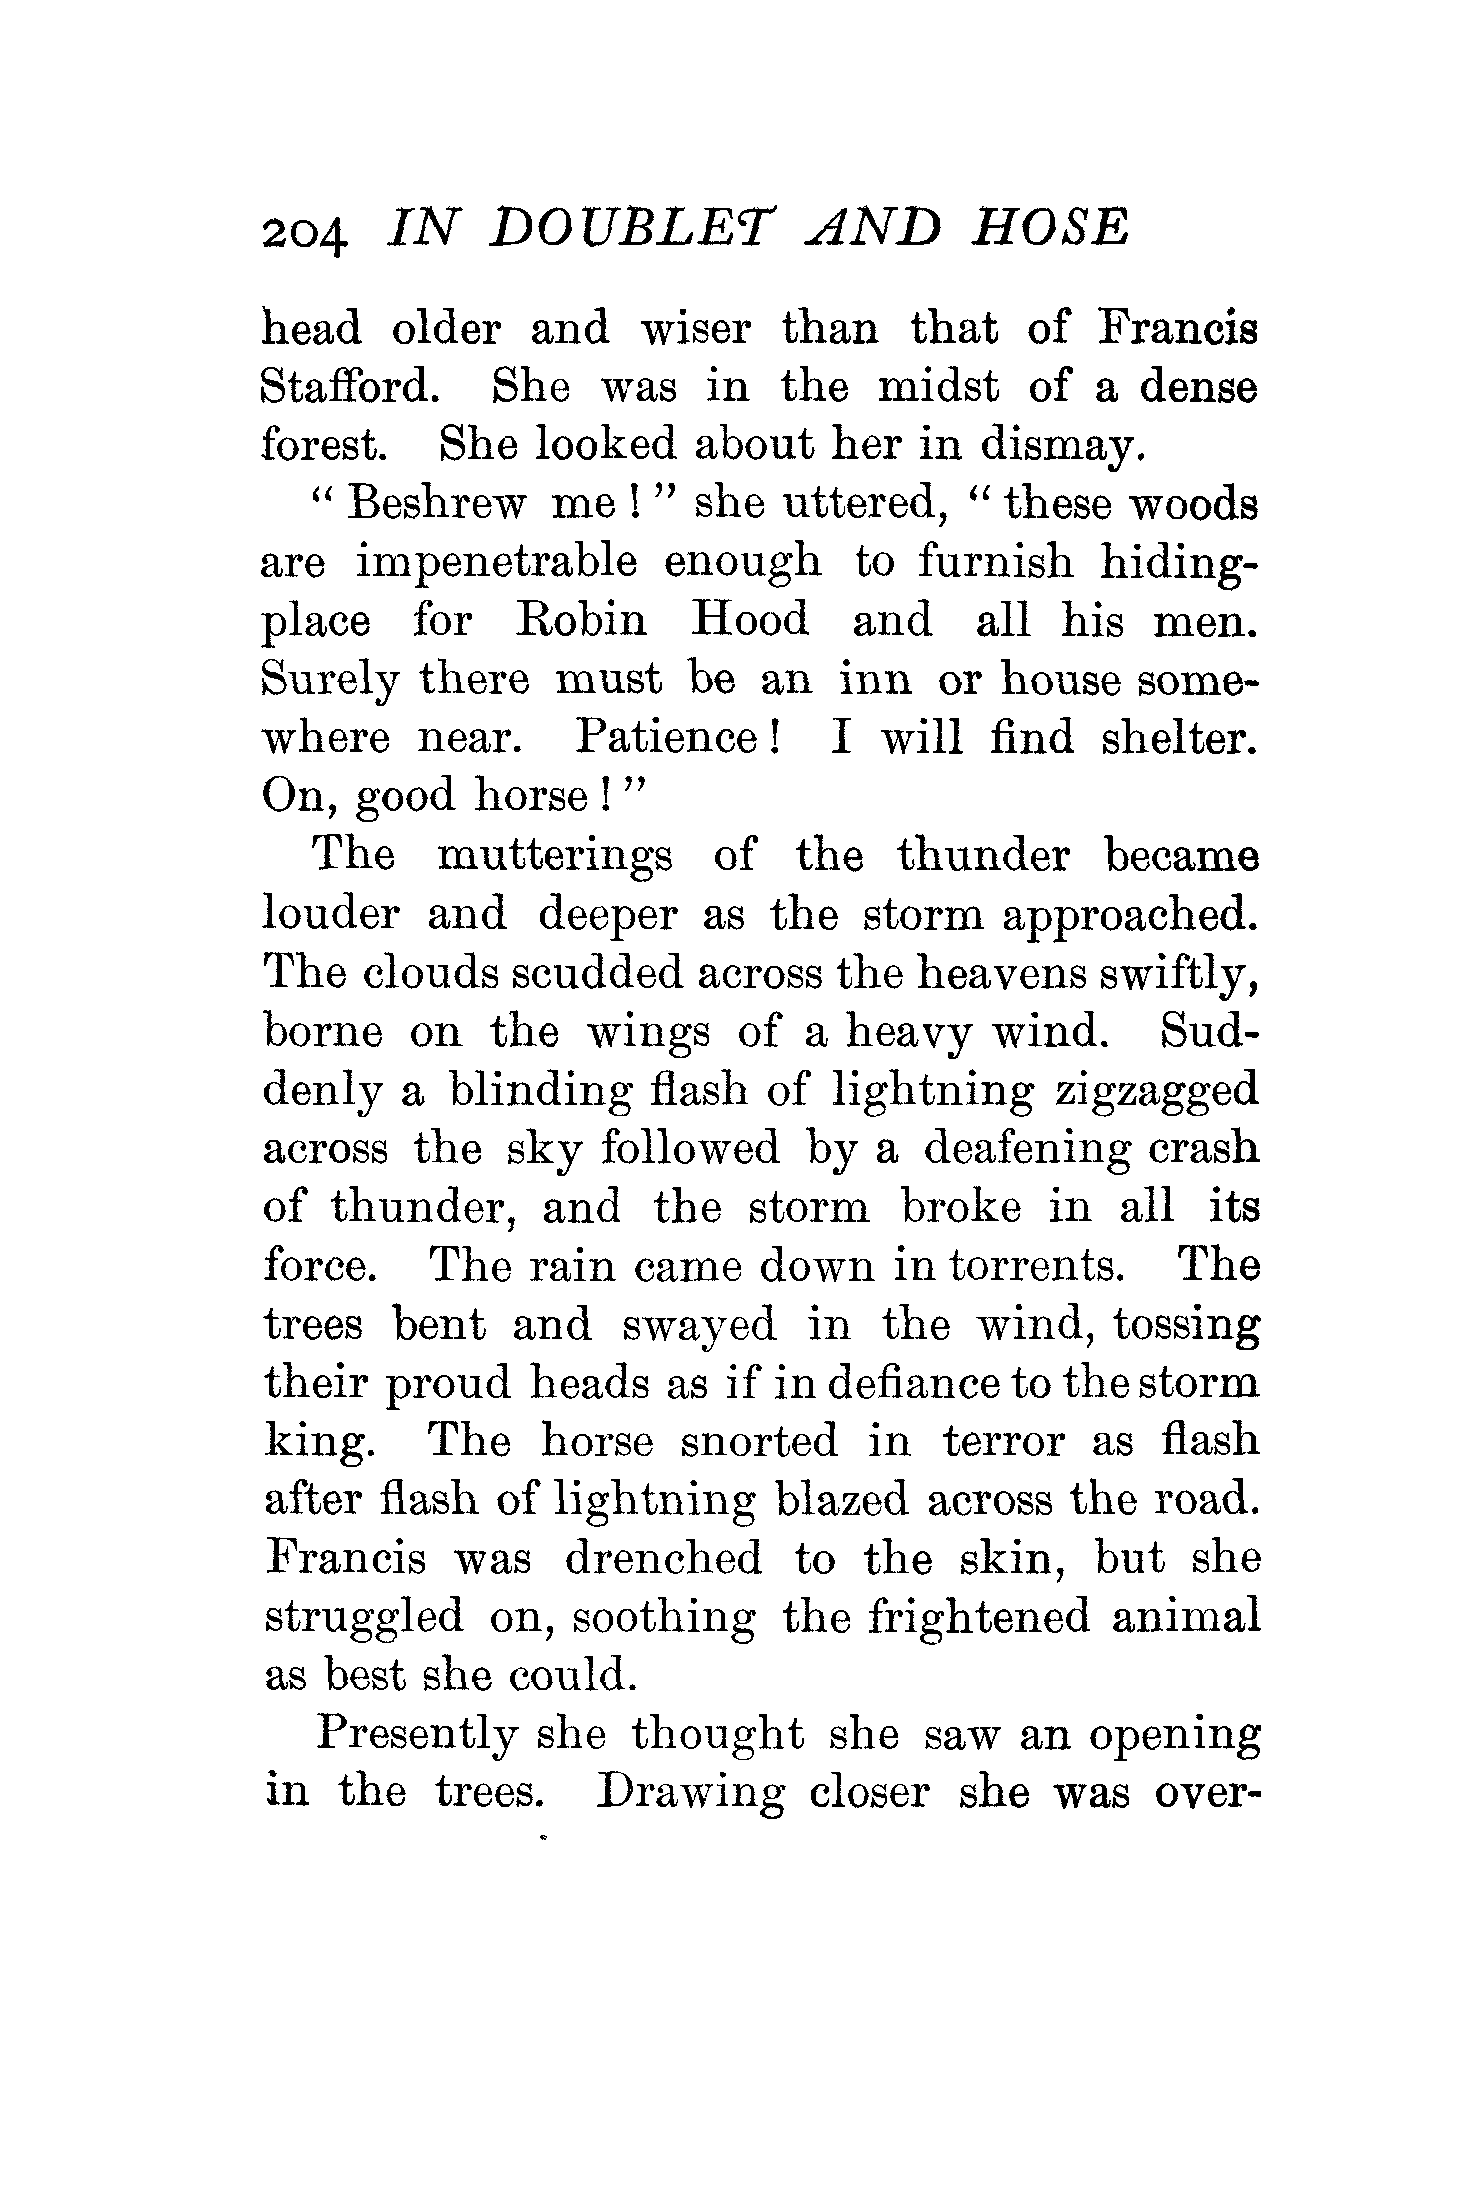 204 IN DOUBLET AND HOSE
head older and wiser than that of Francis
Stafford. She was in the midst of a dense
forest. She looked about her in dismay.
“ Beshrew me ! ” she uttered, “ these woods
are impenetrable enough to furnish hiding-
place for Robin Hood and all his men.
Surely there must be an inn or house some-
where near. Patience ! I will find shelter.
On, good horse ! ”
The mutterings of the thunder became
louder and deeper as the storm approached.
The clouds scudded across the heavens swiftly,
borne on the wings of a heavy wind. Sud-
denly a blinding flash of lightning zigzagged
across the sky followed by a deafening crash
of thunder, and the storm broke in all its
force. The rain came down in torrents. The
trees bent and swayed in the wind, tossing
their proud heads as if in defiance to the storm
king. The horse snorted in terror as flash
after flash of lightning blazed across the road.
Francis was drenched to the skin, but she
struggled on, soothing the frightened animal
as best she could.
Presently she thought she saw an opening
in the trees. Drawing closer she was over-